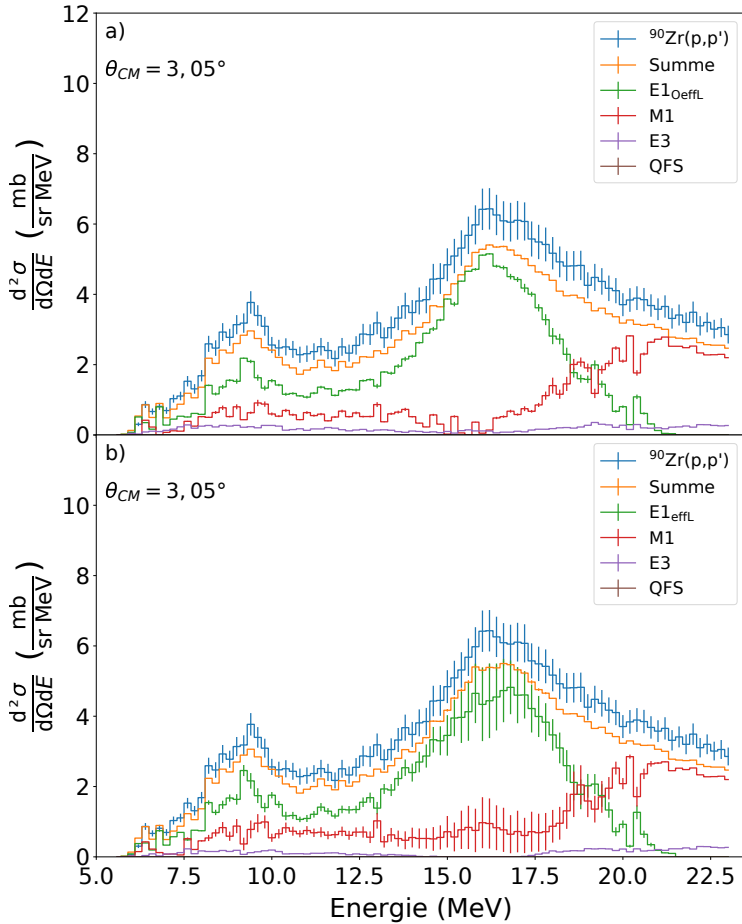 12
10
8
6
4
2
0
a)
θCM = 3, 05°
d²σ/dΩdE (mb/sr MeV)
⁹⁰Zr(p,p')
Summe
E1OeffL
M1
E3
QFS
10
8
6
4
2
0
b)
θCM = 3, 05°
d²σ/dΩdE (mb/sr MeV)
⁹⁰Zr(p,p')
Summe
E1effL
M1
E3
QFS
5.0 7.5 10.0 12.5 15.0 17.5 20.0 22.5
Energie (MeV)